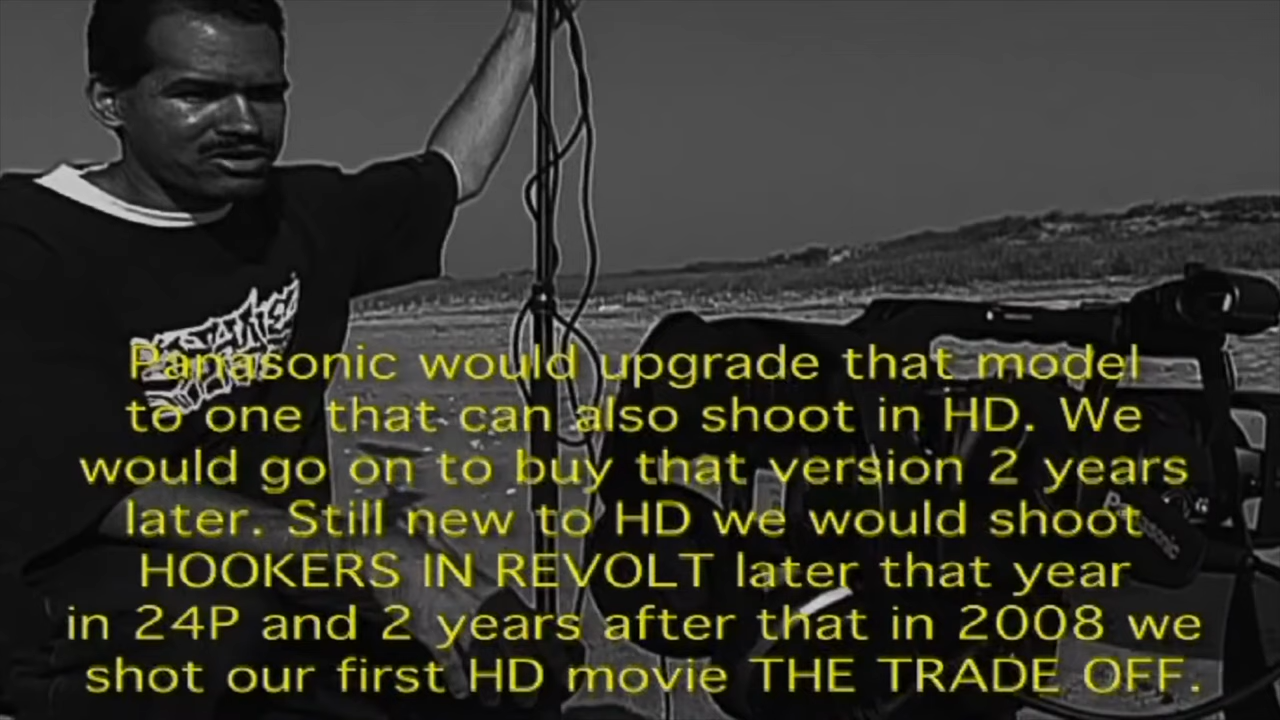 Panasonic would upgrade that model
to one that can also shoot in HD. We
would go on to buy that version 2 years
later. Still new to HD we would shoot
HOOKERS IN REVOLT later that year
in 24P and 2 years after that in 2008 we
shot our first HD movie THE TRADE OFF.
Panasonic